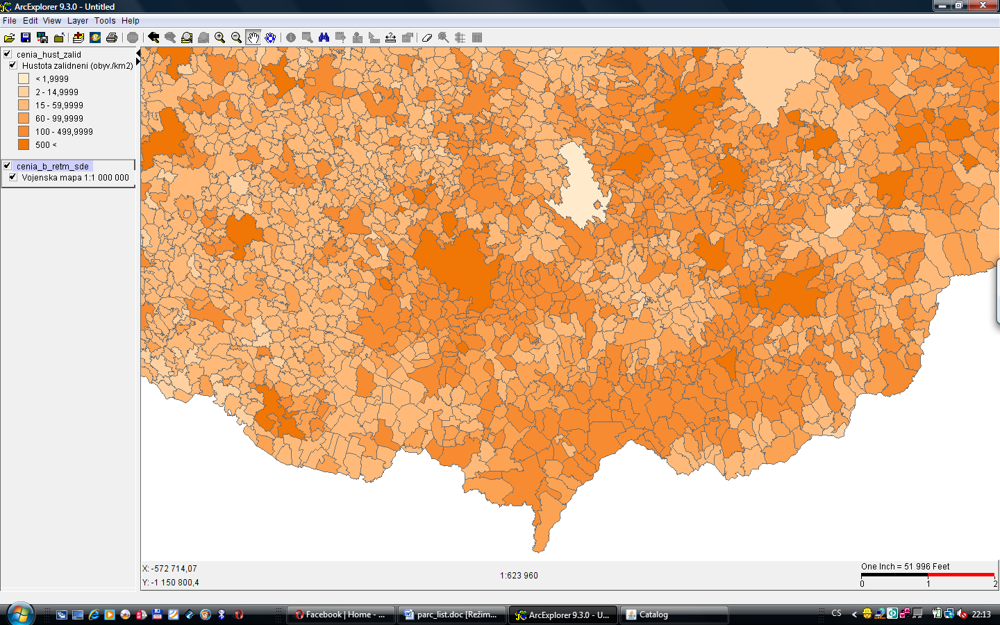 ArcExplorer 9.3.0 - Untitled
File Edit View Layer Tools Help
cenia_hust_zalid
Hustota zalidneni (obyv./km2)
< 1,9999
2 - 14,9999
15 - 59,9999
60 - 99,9999
100 - 499,9999
500 <
cenia_b_retm_sde
Vojenska mapa 1:1 000 000
X: -572 714,07
Y: -1 150 800,4
1:623 960
One Inch = 51 996 Feet
0 1 2
Facebook | Home - ...
parc_list.doc [Režim...
ArcExplorer 9.3.0 - U...
Catalog
CS
22:13